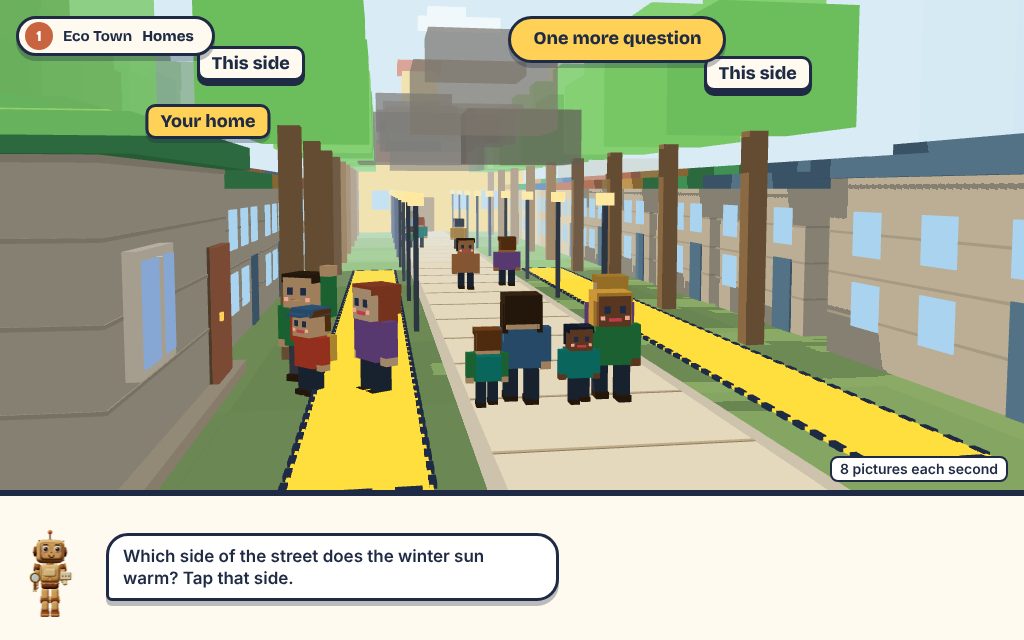 1 Eco Town Homes
This side
Your home
One more question
This side
8 pictures each second
Which side of the street does the winter sun
warm? Tap that side.